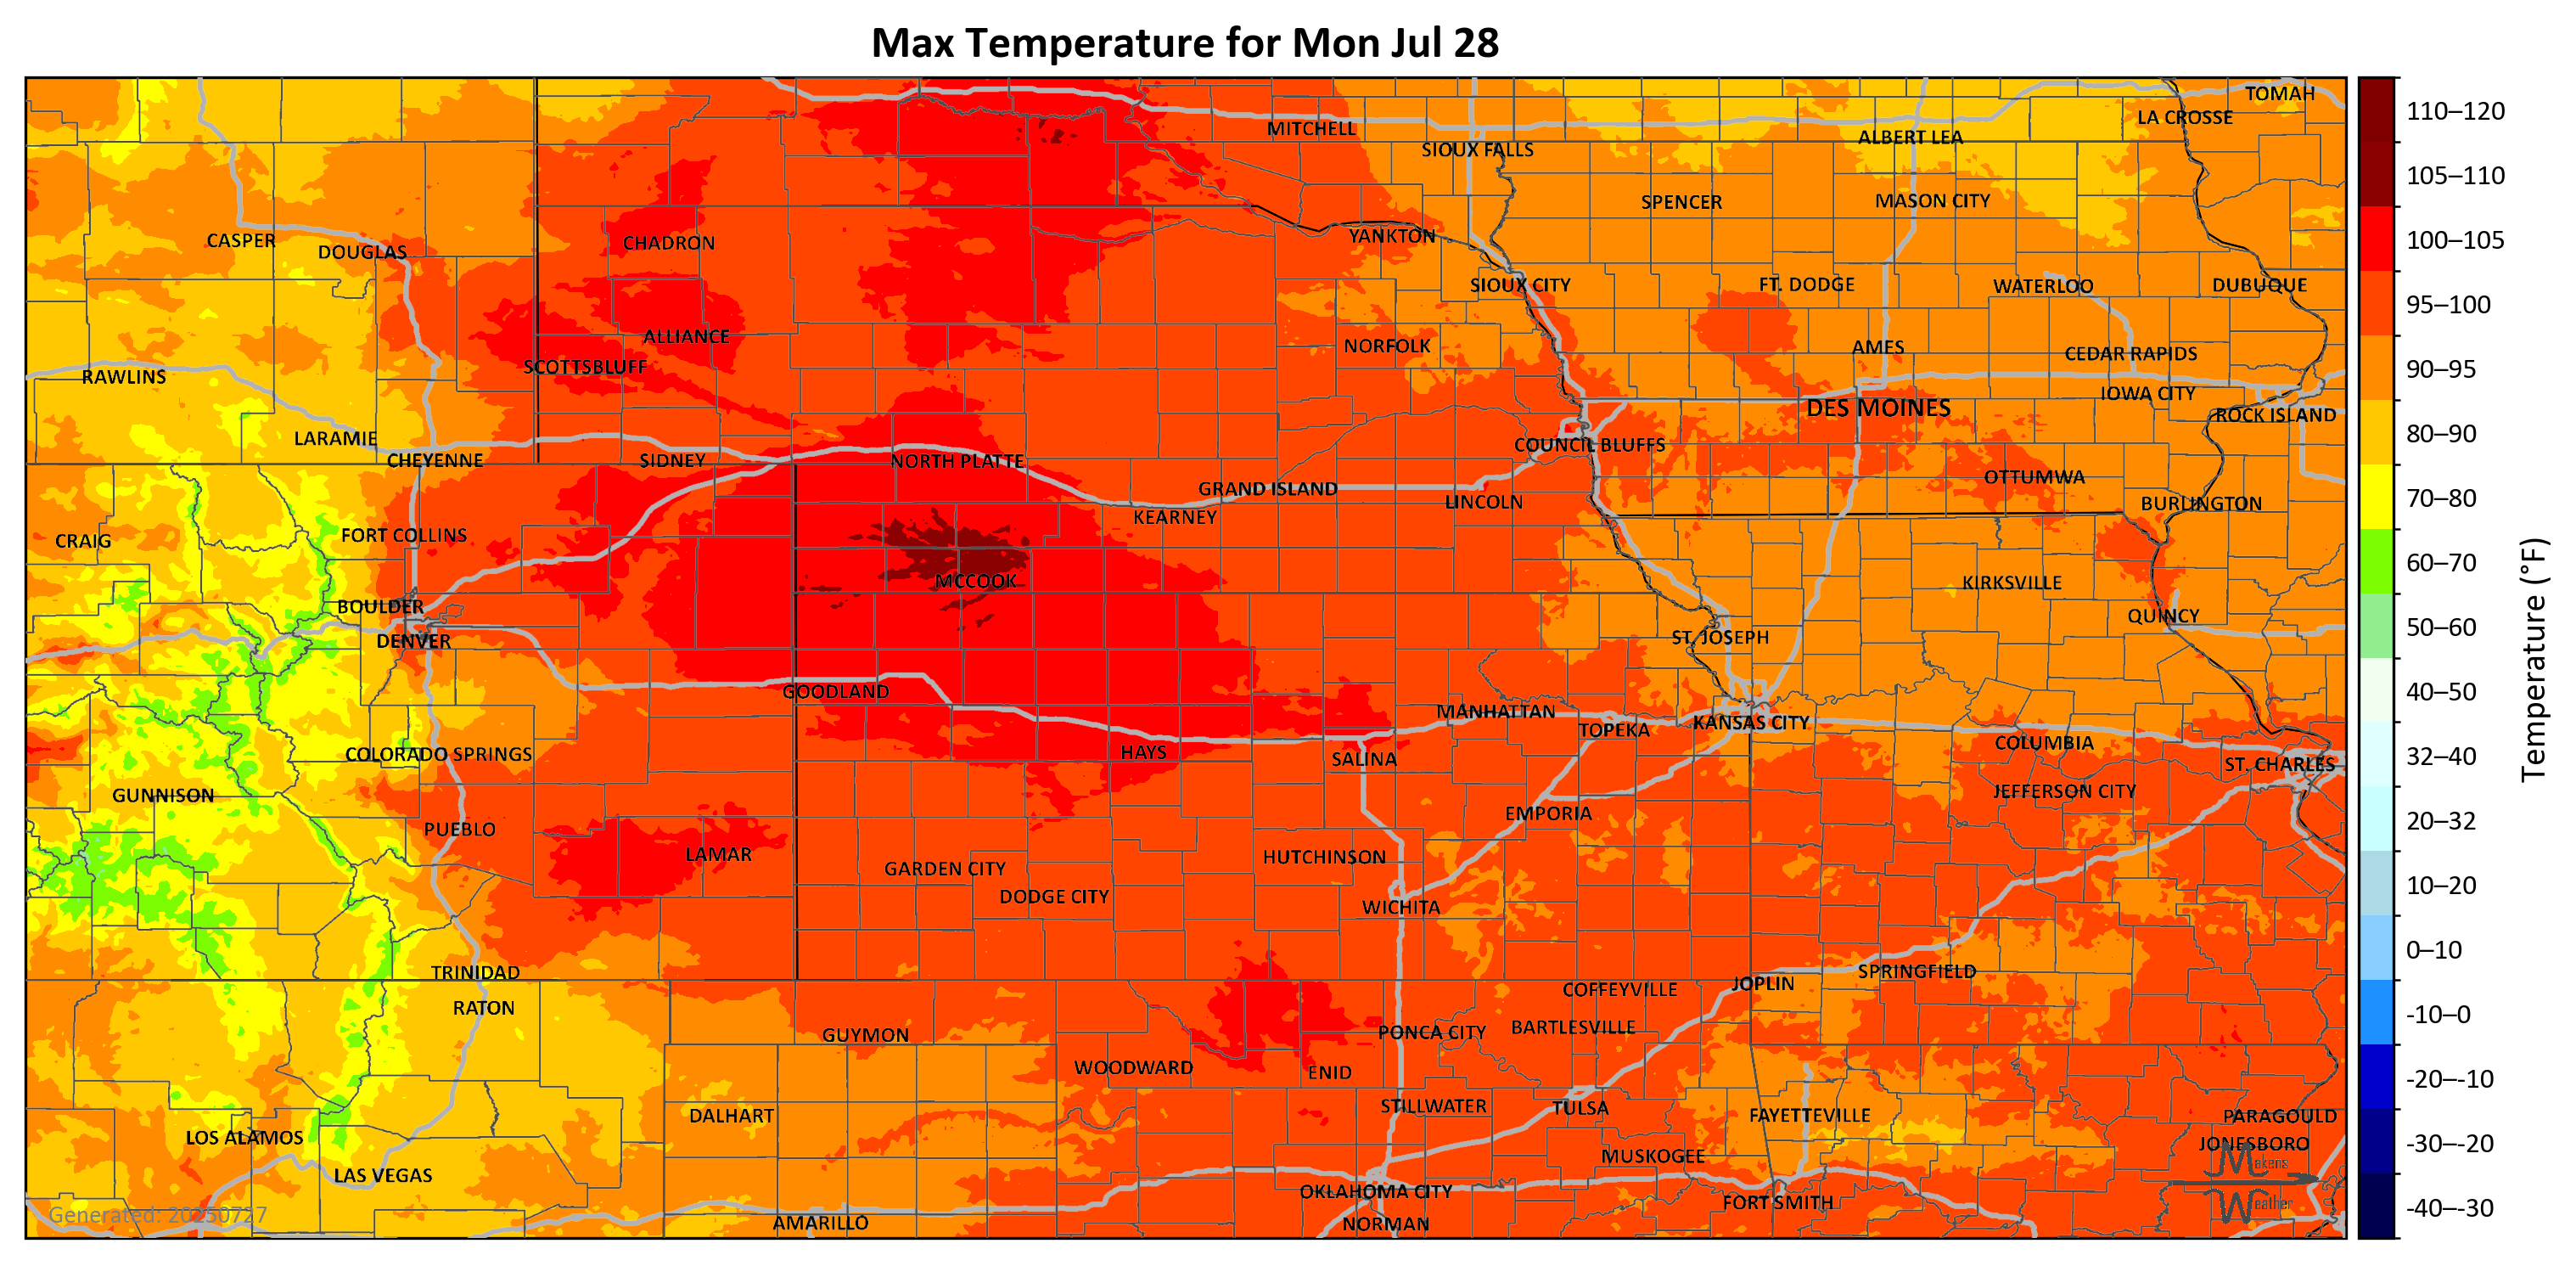 Max Temperature for Mon Jul 28
TOMAH
LA CROSSE
MITCHELL
ALBERT LEA
SIOUX FALLS
SPENCER
MASON CITY
CASPER
DOUGLAS
CHADRON
YANKTON
SIOUX CITY
FT. DODGE
WATERLOO
DUBUQUE
ALLIANCE
NORFOLK
AMES
CEDAR RAPIDS
SCOTTSBLUFF
RAWLINS
IOWA CITY
DES MOINES
ROCK ISLAND
LARAMIE
COUNCIL BLUFFS
CHEYENNE
SIDNEY
NORTH PLATTE
OTTUMWA
GRAND ISLAND
LINCOLN
BURLINGTON
KEARNEY
FORT COLLINS
CRAIG
MCCOOK
KIRKSVILLE
BOULDER
QUINCY
DENVER
ST. JOSEPH
GOODLAND
MANHATTAN
KANSAS CITY
TOPEKA
COLUMBIA
COLORADO SPRINGS
HAYS
SALINA
ST. CHARLES
GUNNISON
JEFFERSON CITY
EMPORIA
PUEBLO
LAMAR
HUTCHINSON
GARDEN CITY
DODGE CITY
WICHITA
TRINIDAD
SPRINGFIELD
JOPLIN
COFFEYVILLE
RATON
BARTLESVILLE
PONCA CITY
GUYMON
WOODWARD
ENID
STILLWATER
TULSA
DALHART
FAYETTEVILLE
PARAGOULD
LOS ALAMOS
JONESBORO
MUSKOGEE
Makens
LAS VEGAS
OKLAHOMA CITY
FORT SMITH
Weather
Generated: 20250727
AMARILLO
NORMAN
110–120
105–110
100–105
95–100
90–95
80–90
70–80
60–70
50–60
40–50
32–40
20–32
10–20
0–10
-10–0
-20–-10
-30–-20
-40–-30
Temperature (°F)